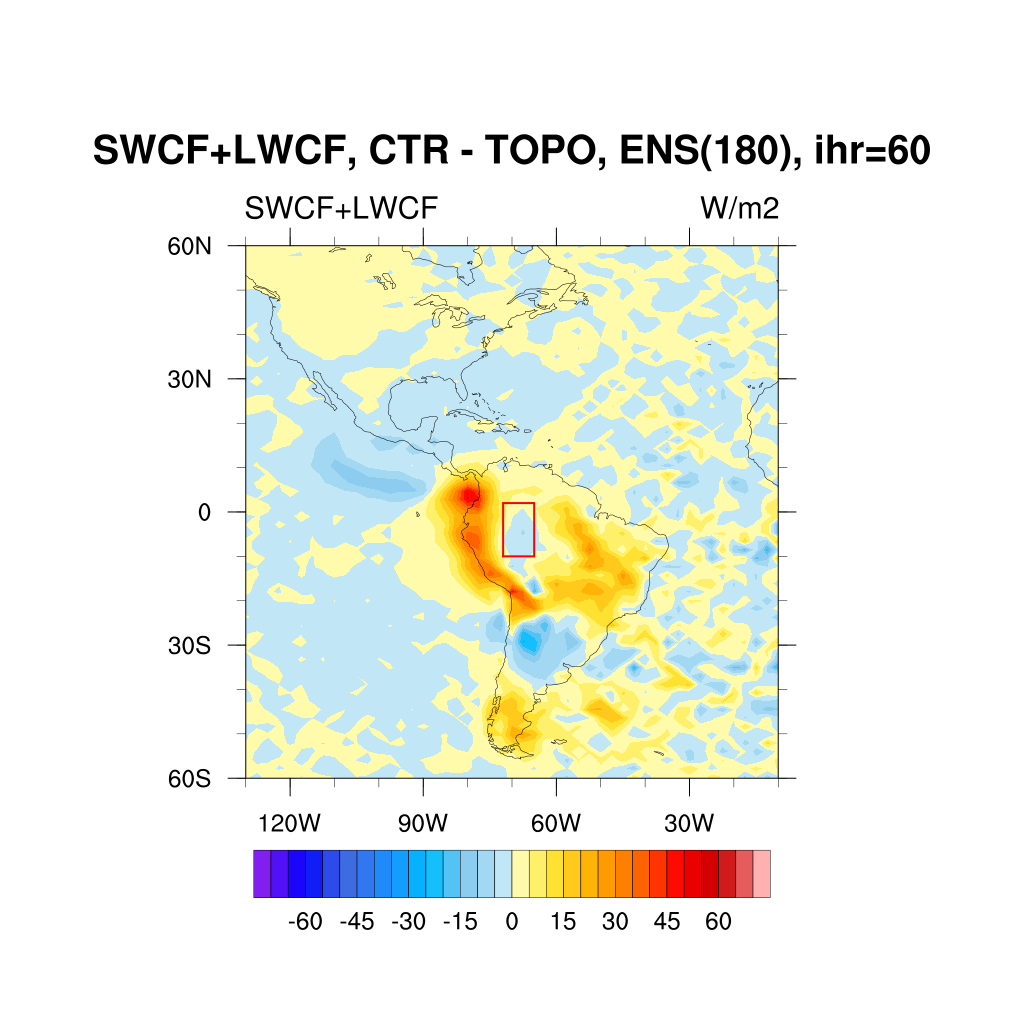 SWCF+LWCF, CTR - TOPO, ENS(180), ihr=60
SWCF+LWCF W/m2
60N
30N
0
30S
60S
120W 90W 60W 30W
-60 -45 -30 -15 0 15 30 45 60